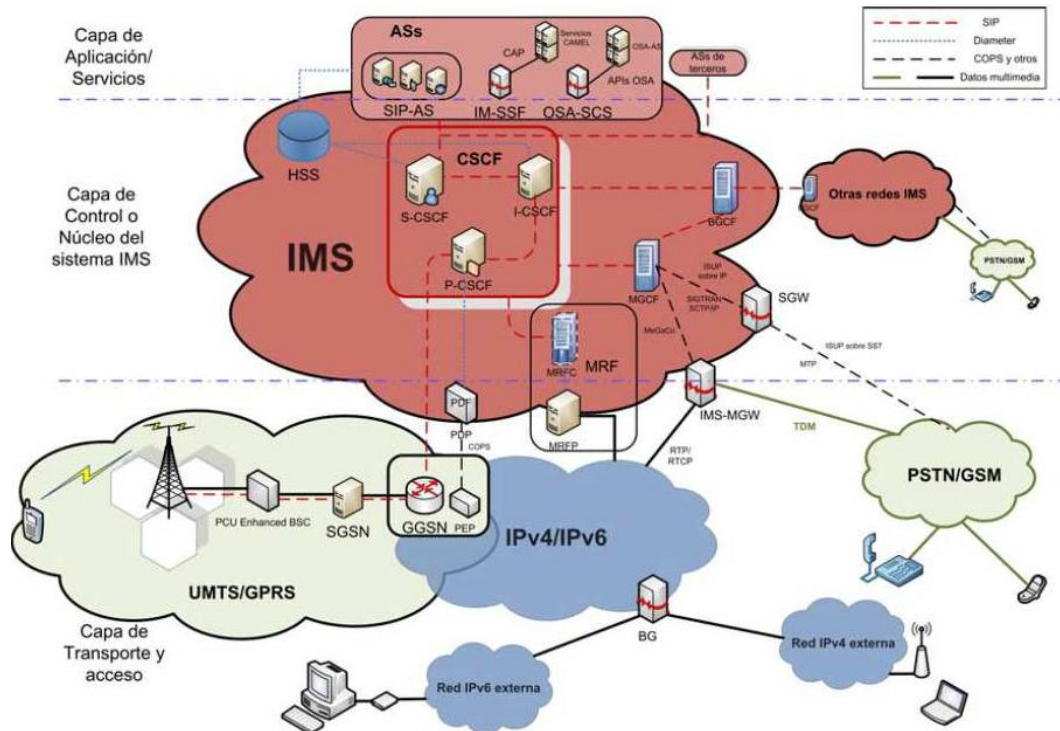 Capa de
Aplicación/
Servicios
ASs
Servicios
CAMEL
OSA-AS
CAP
APIs OSA
SIP-AS
IM-SSF
OSA-SCS
ASs de
terceros
SIP
Diameter
COPS y otros
Datos multimedia
Capa de
Control o
Núcleo del
sistema IMS
HSS
CSCF
S-CSCF
I-CSCF
P-CSCF
IMS
BGCF
Otras redes IMS
PSTN/GSM
MGCF
ISUP
sobre IP
SIGTRAN
SCTP/IP
SGW
MeGaCo
ISUP sobre SS7
MTP
MRFC
MRF
MRFP
IMS-MGW
TDM
RTP/
RTCP
PDF
PDP
COPS
PCU Enhanced BSC
SGSN
GGSN
PEP
UMTS/GPRS
IPv4/IPv6
PSTN/GSM
Capa de
Transporte y
acceso
BG
Red IPv6 externa
Red IPv4 externa